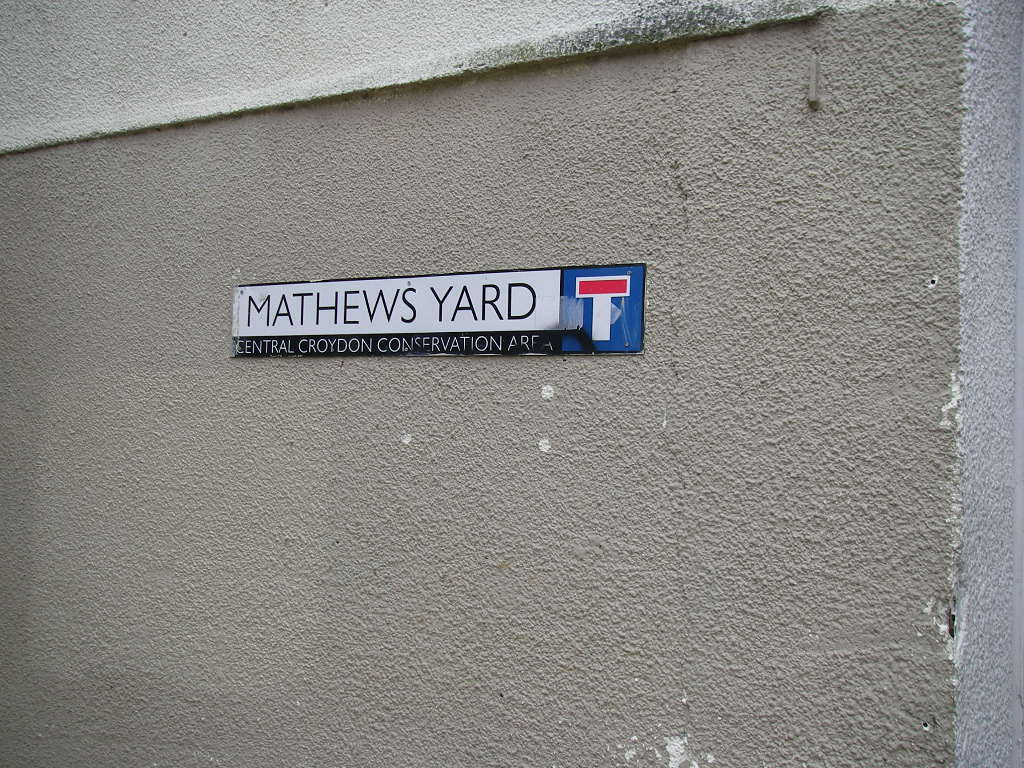 MATHEWS YARD
CENTRAL CROYDON CONSERVATION AREA